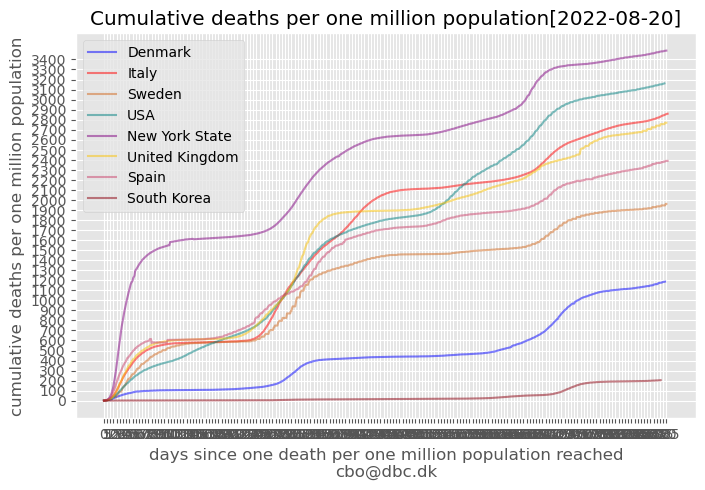 Cumulative deaths per one million population[2022-08-20]
cumulative deaths per one million population
3400
3300
3200
3100
3000
2900
2800
2700
2600
2500
2400
2300
2200
2100
2000
1900
1800
1700
1600
1500
1400
1300
1200
1100
1000
900
800
700
600
500
400
300
200
100
0
Denmark
Italy
Sweden
USA
New York State
United Kingdom
Spain
South Korea
days since one death per one million population reached
cbo@dbc.dk